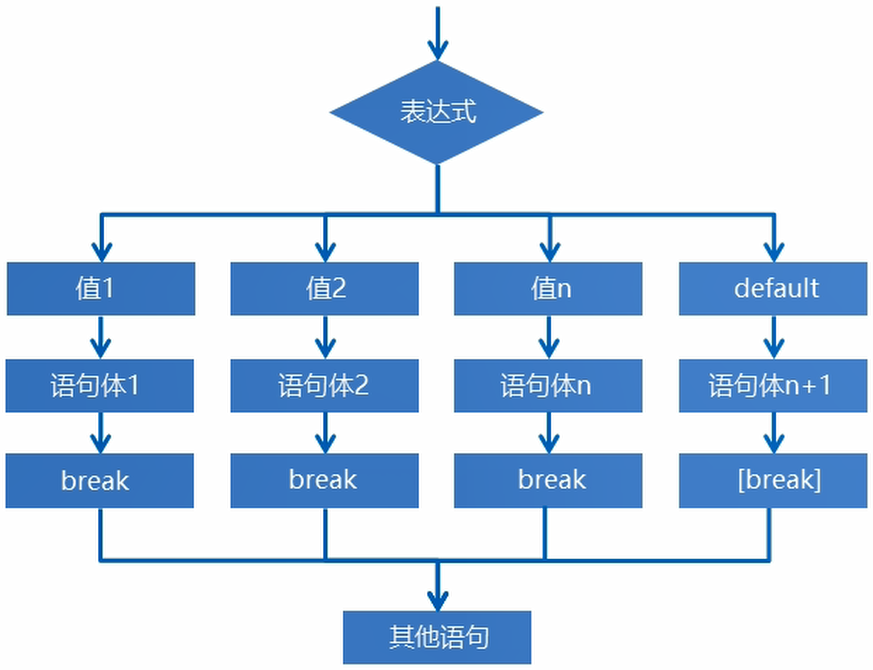 表达式
值1
值2
值n
default
语句体1
语句体2
语句体n
语句体n+1
break
break
break
[break]
其他语句